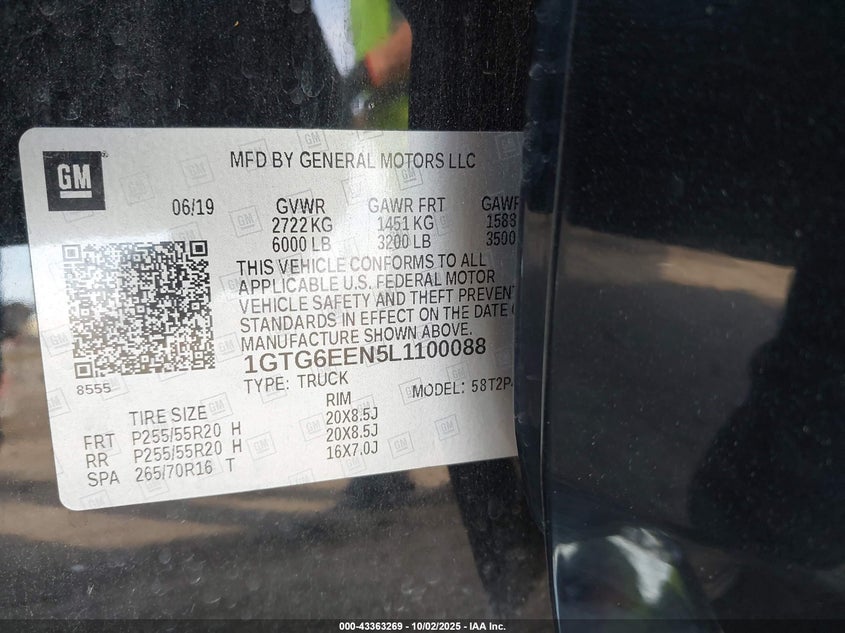 GM
MFD BY GENERAL MOTORS LLC
06/19 GVWR GAWR FRT GAWR
2722 KG 1451 KG
6000 LB 3200 LB 3500
THIS VEHICLE CONFORMS TO ALL
APPLICABLE U.S. FEDERAL MOTOR
VEHICLE SAFETY AND THEFT PREVENT
STANDARDS IN EFFECT ON THE DATE
MANUFACTURE SHOWN ABOVE.
1GTG6EEN5L1100088
8555
TYPE: TRUCK MODEL: 58T2P
TIRE SIZE RIM
FRT P255/55R20 H 20X8.5J
RR P255/55R20 H 20X8.5J
SPA 265/70R16 T 16X7.0J
000-43363269 - 10/02/2025 - IAA Inc.